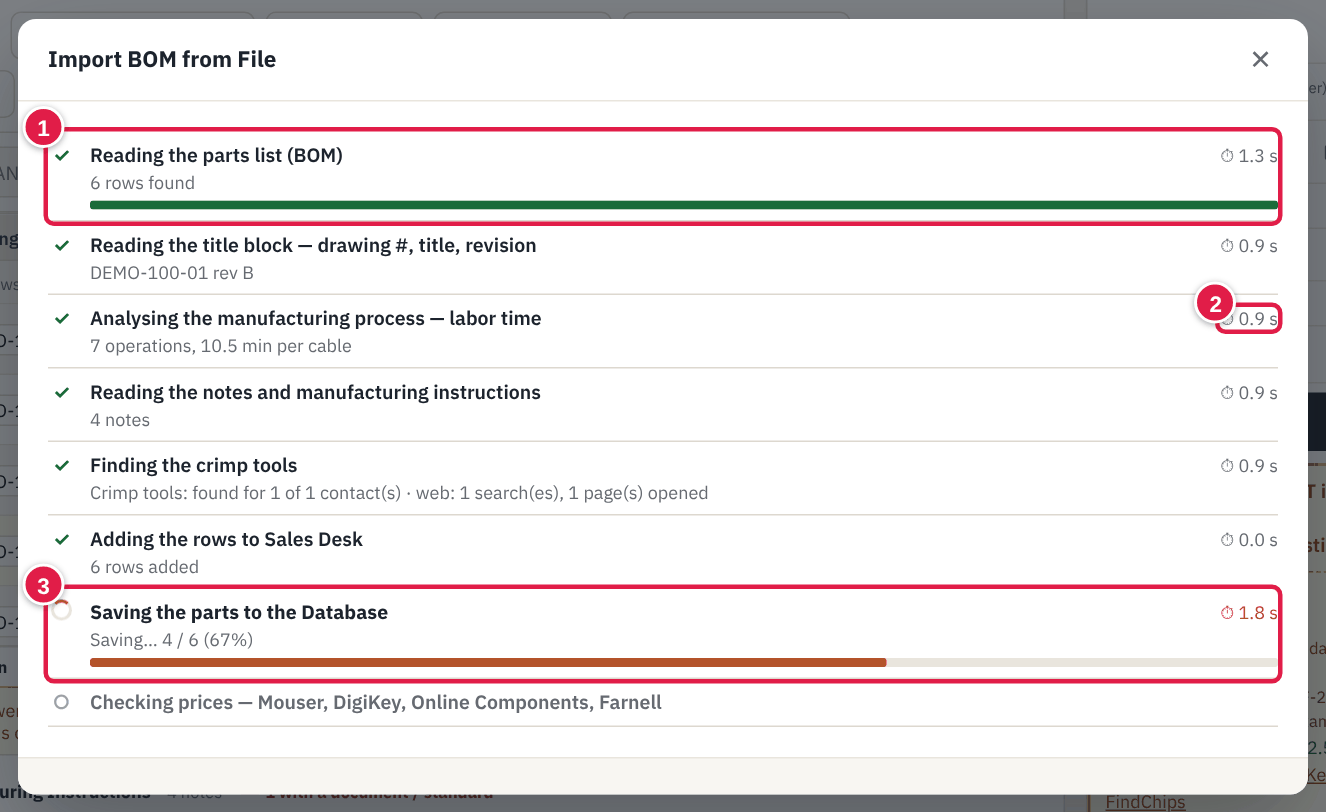 Import BOM from File
1
Reading the parts list (BOM)
1.3 s
6 rows found
Reading the title block — drawing #, title, revision
0.9 s
DEMO-100-01 rev B
2
Analysing the manufacturing process — labor time
0.9 s
7 operations, 10.5 min per cable
Reading the notes and manufacturing instructions
0.9 s
4 notes
Finding the crimp tools
0.9 s
Crimp tools: found for 1 of 1 contact(s) · web: 1 search(es), 1 page(s) opened
Adding the rows to Sales Desk
0.0 s
6 rows added
3
Saving the parts to the Database
1.8 s
Saving... 4 / 6 (67%)
Checking prices — Mouser, DigiKey, Online Components, Farnell
FindChips